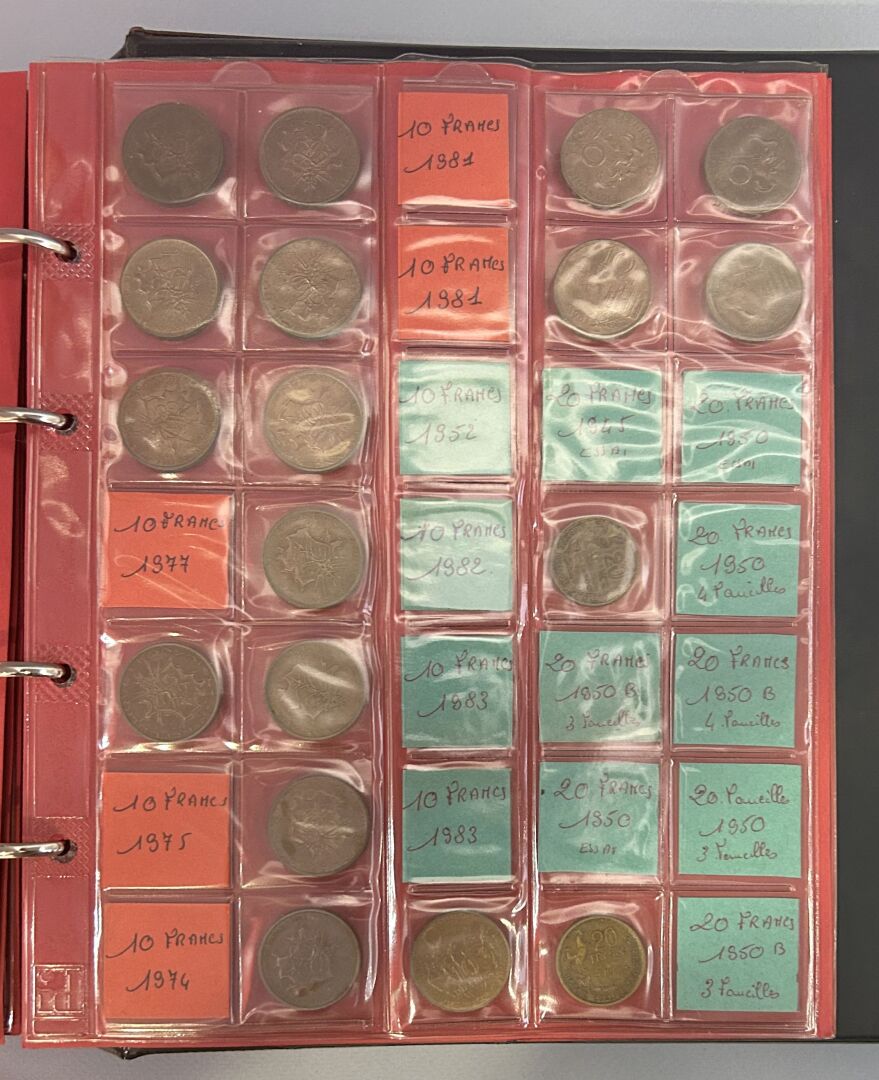 10 FRANCS
1981
10 FRANCS
1981
10 FRANCS
1952
20 FRANCS
1945
ESSAI
20. FRANCS
1950
ESSAI
10 FRANCS
1977
10 FRANCS
1982.
20. FRANCS
1950
4 Faucilles
10 FRANCS
1983
20 FRANCS
1950 B
3 Faucilles
20 FRANCS
1950 B
4. Faucilles
10 FRANCS
1975
10 FRANCS
1983
20 FRANCS
1950
ESSAI
20. Faucilles
1950
3 Faucilles
10 FRANCS
1974
20
20 FRANCS
1950 B
3 Faucilles